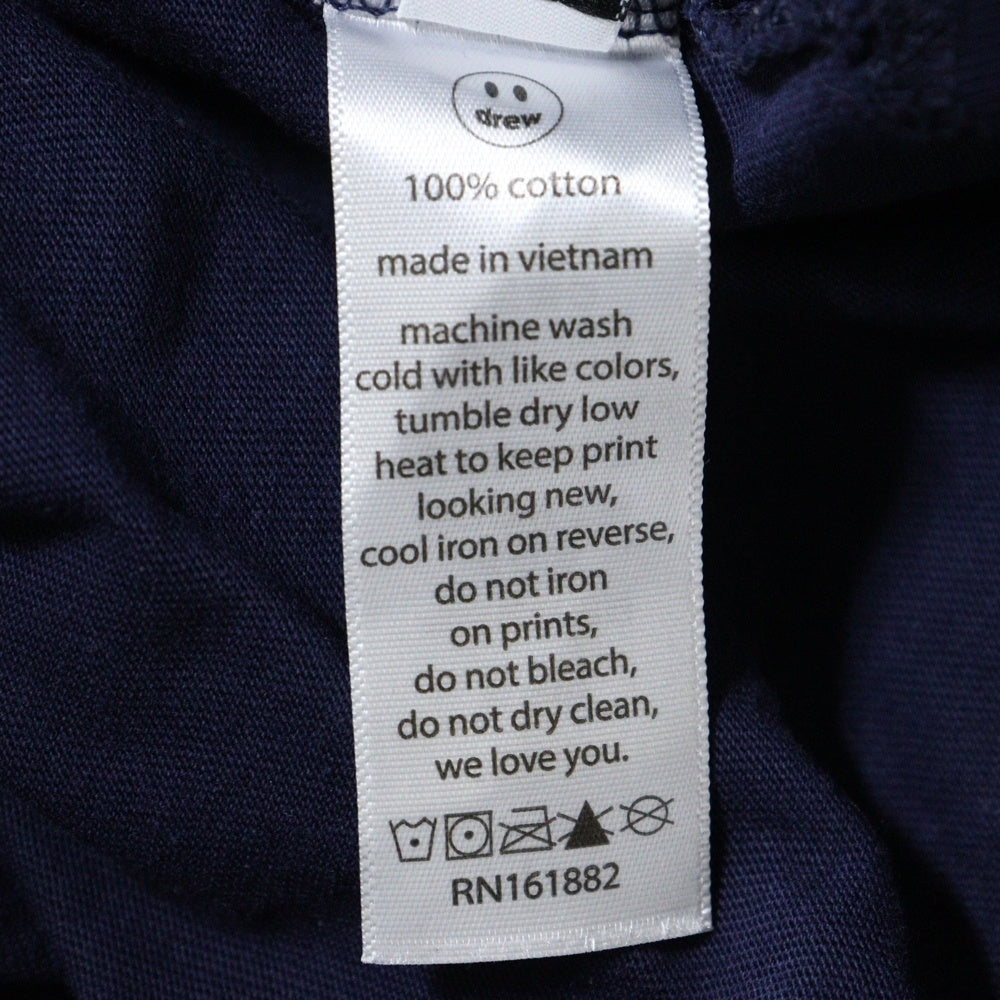 drew
100% cotton
made in vietnam
machine wash
cold with like colors,
tumble dry low
heat to keep print
looking new,
cool iron on reverse,
do not iron
on prints,
do not bleach,
do not dry clean,
we love you.
RN161882